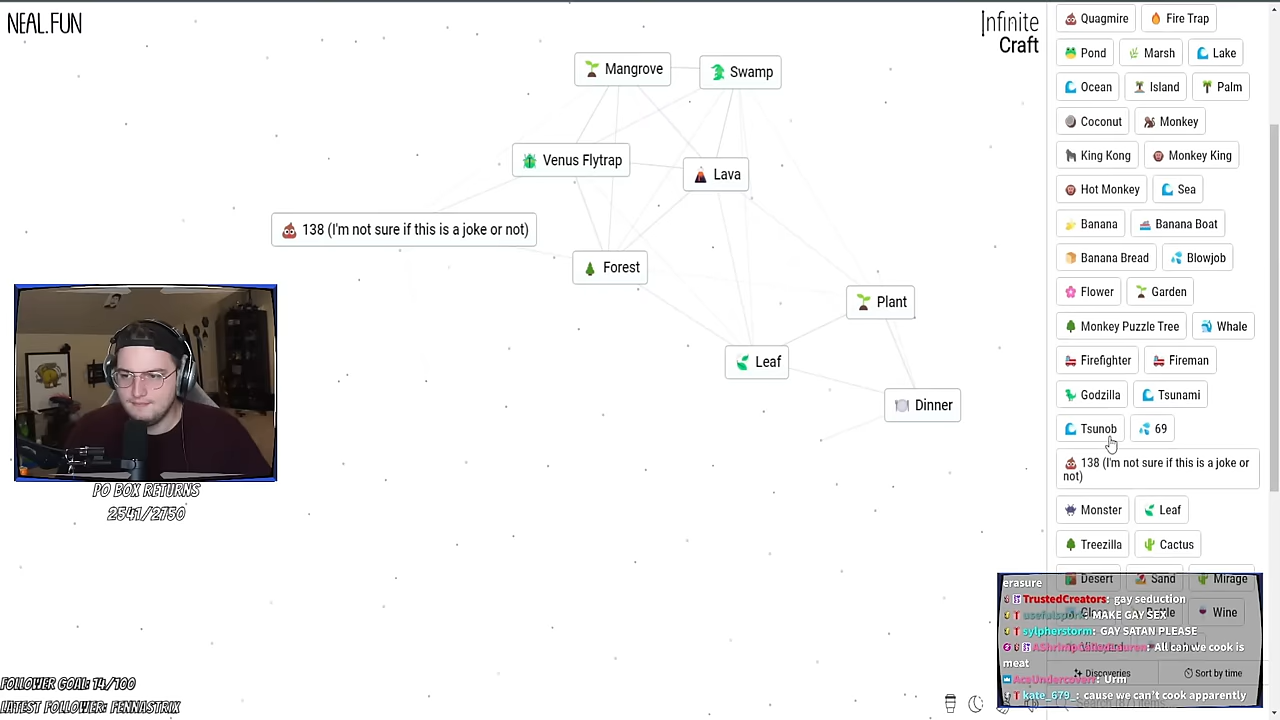 NEAL.FUN
Infinite
Craft
Mangrove
Swamp
Venus Flytrap
Lava
138 (I'm not sure if this is a joke or not)
Forest
Plant
Leaf
Dinner
PO BOX RETURNS
2541/2750
FOLLOWER GOAL: 74/100
LATEST FOLLOWER: FENNASTRIX
Quagmire Fire Trap
Pond Marsh Lake
Ocean Island Palm
Coconut Monkey
King Kong Monkey King
Hot Monkey Sea
Banana Banana Boat
Banana Bread Blowjob
Flower Garden
Monkey Puzzle Tree Whale
Firefighter Fireman
Godzilla Tsunami
Tsunob 69
138 (I'm not sure if this is a joke or
not)
Monster Leaf
Treezilla Cactus
Desert Sand Mirage
Wine
Discoveries Sort by time
erasure
TrustedCreators: gay seduction
MAKE GAY SEX
sylpherstorm: GAY SATAN PLEASE
All cah we cook is
meat
AceUndercover: Urm
kate_679_: cause we can't cook apparently